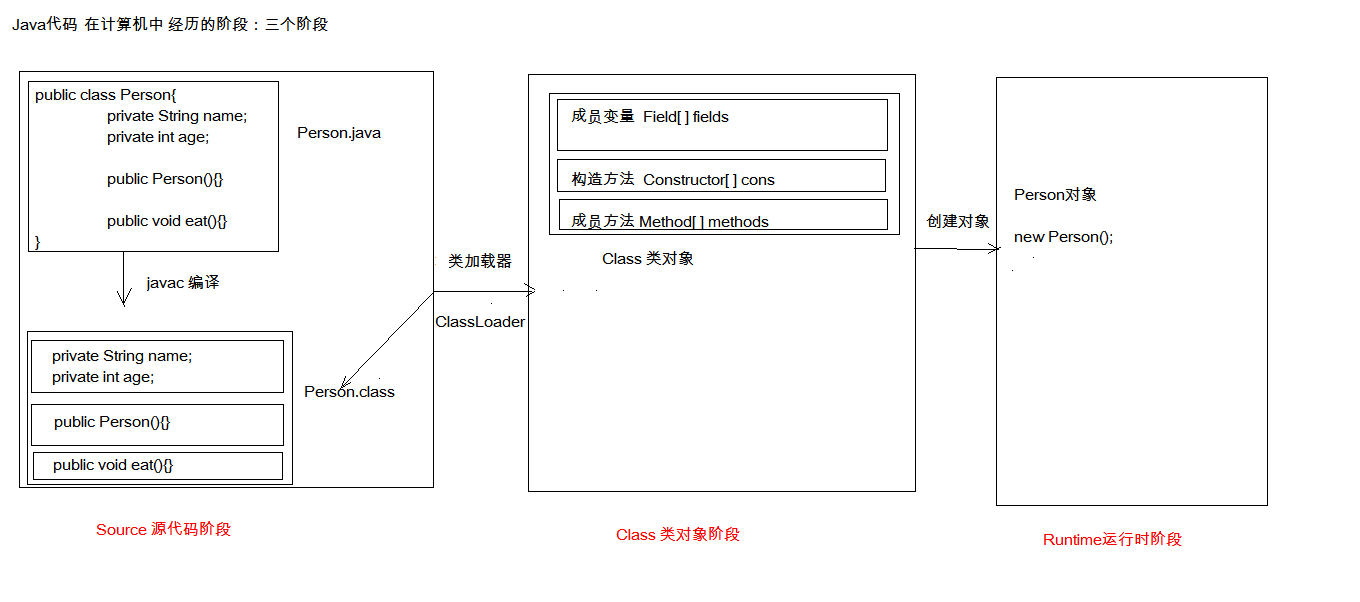 Java代码 在计算机中 经历的阶段：三个阶段
public class Person{
private String name;
private int age;
public Person(){}
public void eat(){}
}
Person.java
javac 编译
private String name;
private int age;
public Person(){}
public void eat(){}
Person.class
Source 源代码阶段
类加载器
ClassLoader
成员变量 Field[ ] fields
构造方法 Constructor[ ] cons
成员方法 Method[ ] methods
Class 类对象
Class 类对象阶段
创建对象
Person对象
new Person();
Runtime运行时阶段